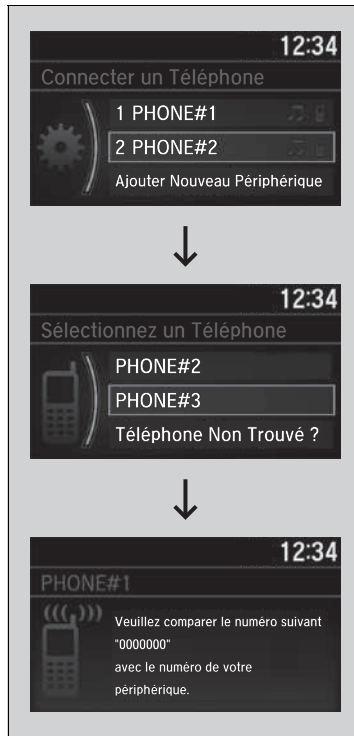 12:34
Connecter un Téléphone
1 PHONE#1
2 PHONE#2
Ajouter Nouveau Périphérique
12:34
Sélectionnez un Téléphone
PHONE#2
PHONE#3
Téléphone Non Trouvé ?
12:34
PHONE#1
Veuillez comparer le numéro suivant
"0000000"
avec le numéro de votre
périphérique.